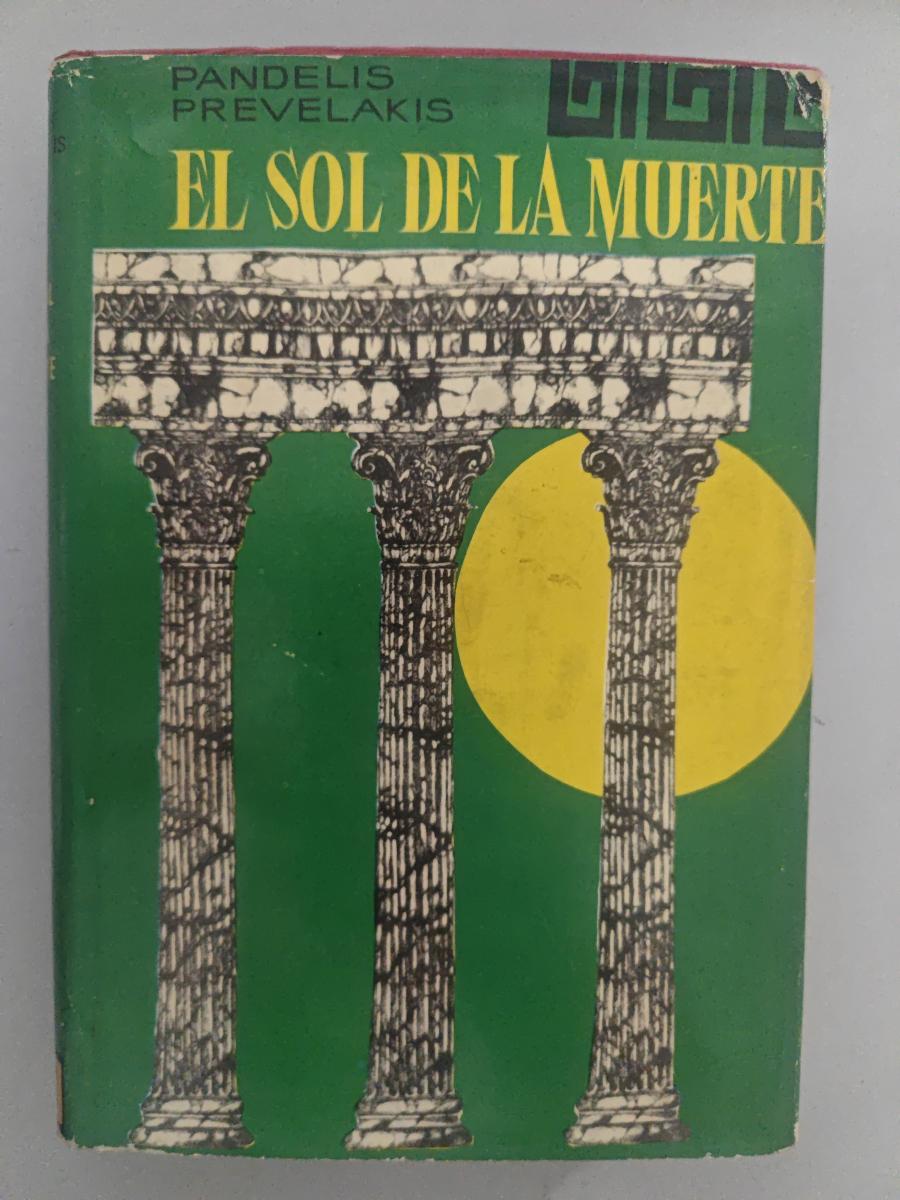 PANDELIS
PREVELAKIS
EL SOL DE LA MUERTE